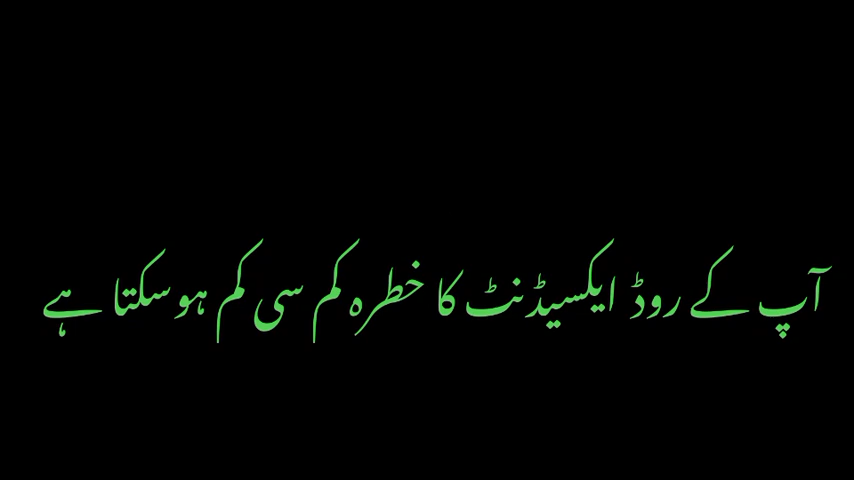 آپ کے روڈ ایکسیڈنٹ کا خطرہ کم سی کم ہو سکتا ہے